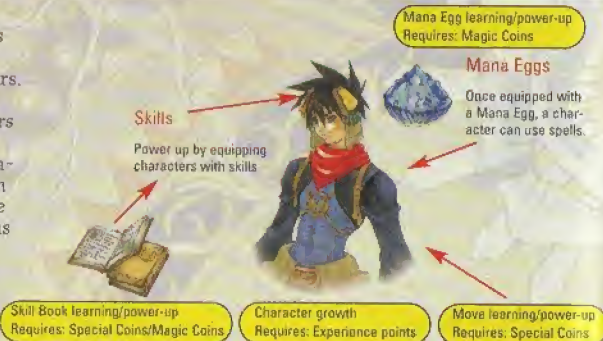 Mana Egg learning/power-up
Requires: Magic Coins
Mana Eggs
Once equipped with
a Mana Egg, a char-
acter can use spells.
Skills
Power up by equipping
characters with skills
Skill Book learning/power-up
Requires: Special Coins/Magic Coins
Character growth
Requires: Experience points
Move learning/power-up
Requires: Special Coins